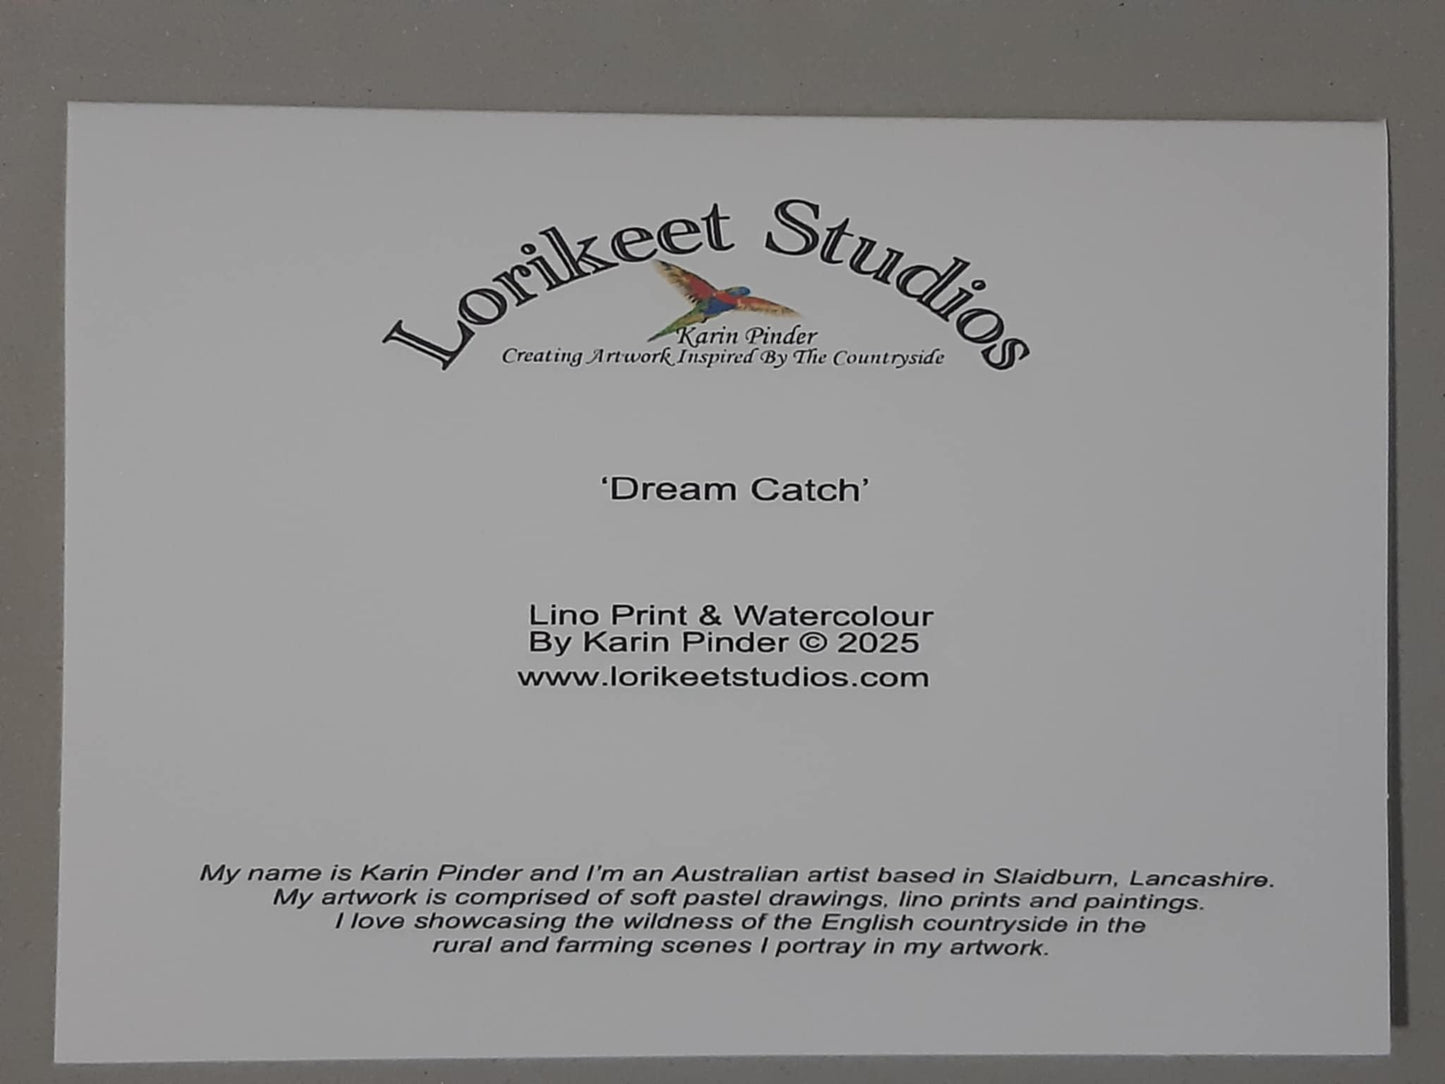 Lorikeet Studios
Karin Pinder
Creating Artwork Inspired By The Countryside
‘Dream Catch’
Lino Print & Watercolour
By Karin Pinder © 2025
www.lorikeetstudios.com
My name is Karin Pinder and I’m an Australian artist based in Slaidburn, Lancashire.
My artwork is comprised of soft pastel drawings, lino prints and paintings.
I love showcasing the wildness of the English countryside in the
rural and farming scenes I portray in my artwork.